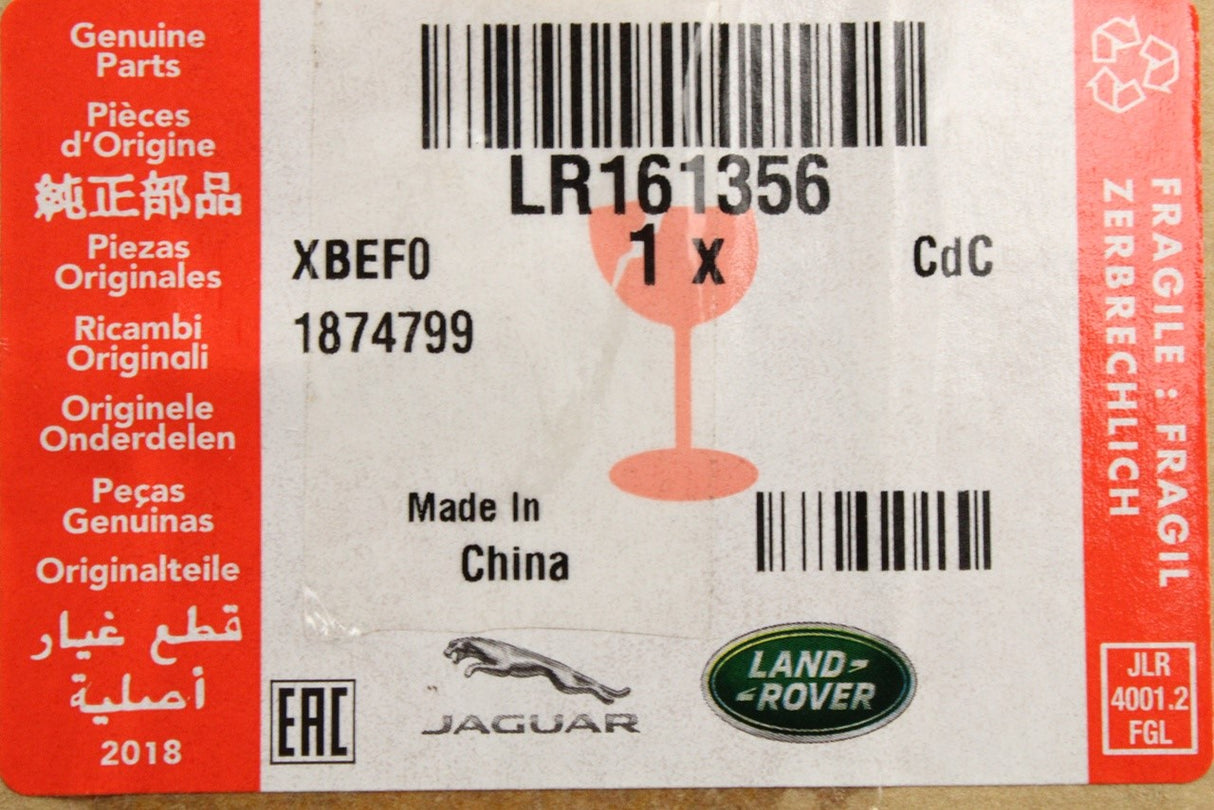 Genuine
Parts
Pièces
d'Origine
純正部品
Piezas
Originales
Ricambi
Originali
Originele
Onderdelen
Peças
Genuinas
Originalteile
قطع غيار
أصلية
2018
LR161356
XBEF0 1 x CdC
1874799
Made In
China
EAC
JAGUAR
LAND-
-ROVER
FRAGILE : FRAGIL
ZERBRECHLICH
JLR
4001.2
FGL